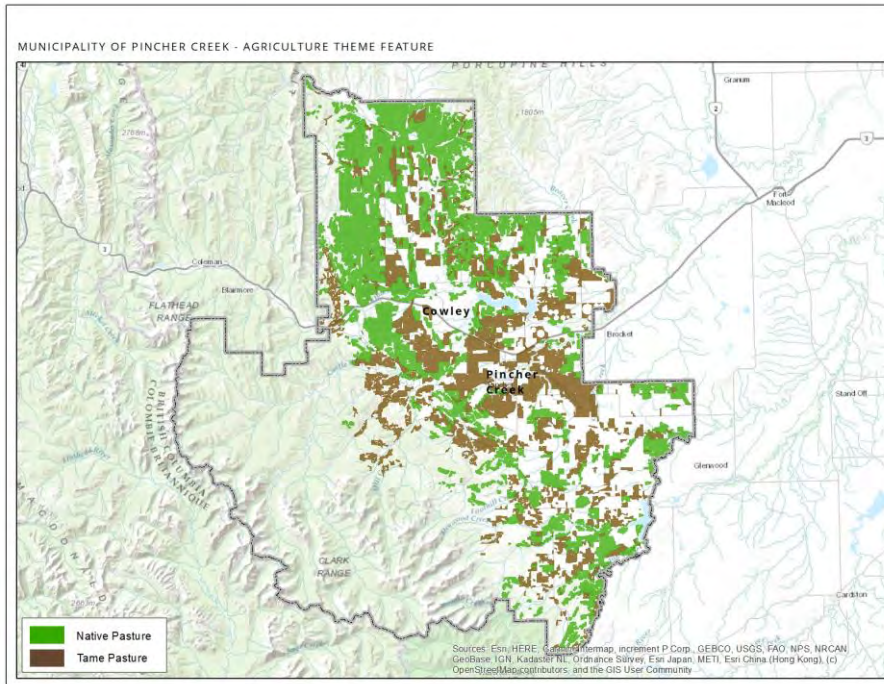 MUNICIPALITY OF PINCHER CREEK - AGRICULTURE THEME FEATURE
PORCUPINE HILLS
Granum
2
3
Fort
Macleod
Coleman
3
Blairmore
FLATHEAD
RANGE
Cowley
Brocket
Pincher
Creek
Stand Off
Glenwood
BRITISH COLUMBIA
COLOMBIE-BRITANNIQUE
CLARK
RANGE
Cardston
Native Pasture
Tame Pasture
Sources: Esri, HERE, Garmin, Intermap, increment P Corp., GEBCO, USGS, FAO, NPS, NRCAN,
GeoBase, IGN, Kadaster NL, Ordnance Survey, Esri Japan, METI, Esri China (Hong Kong), (c)
OpenStreetMap contributors, and the GIS User Community